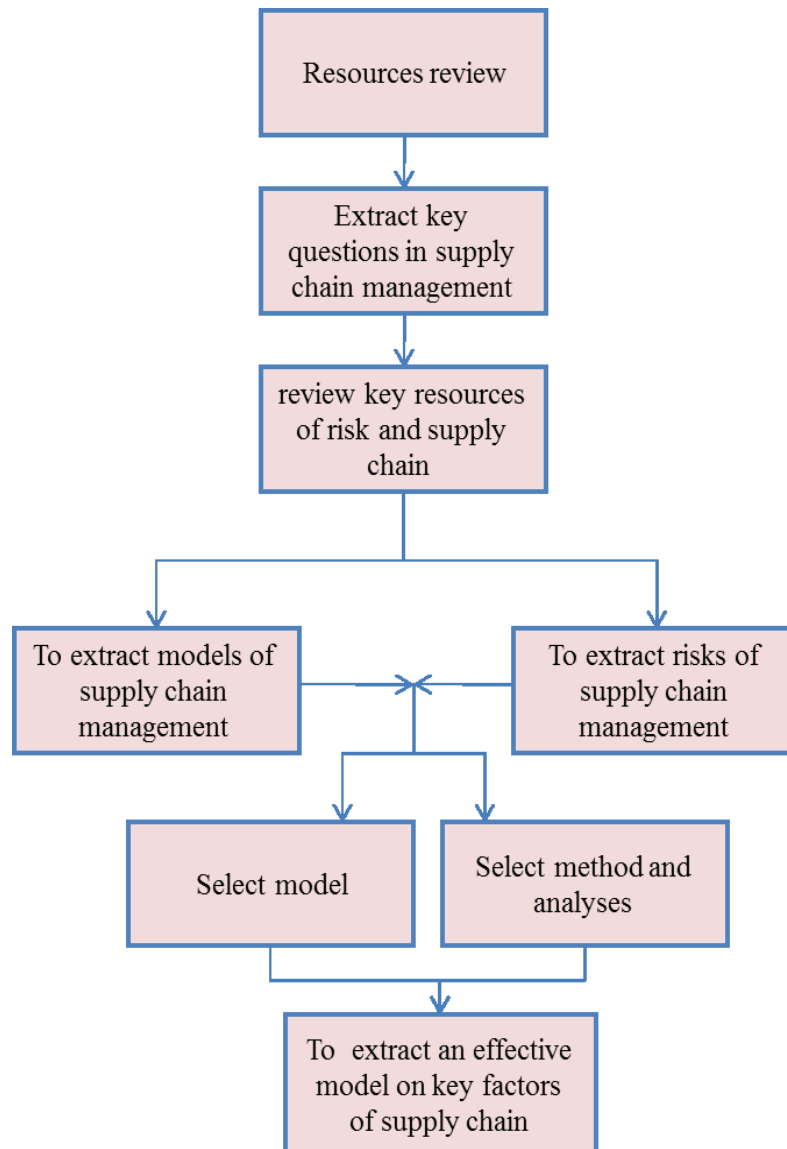 Resources review
Extract key
questions in supply
chain management
review key resources
of risk and supply
chain
To extract models of
supply chain
management
To extract risks of
supply chain
management
Select model
Select method and
analyses
To extract an effective
model on key factors
of supply chain